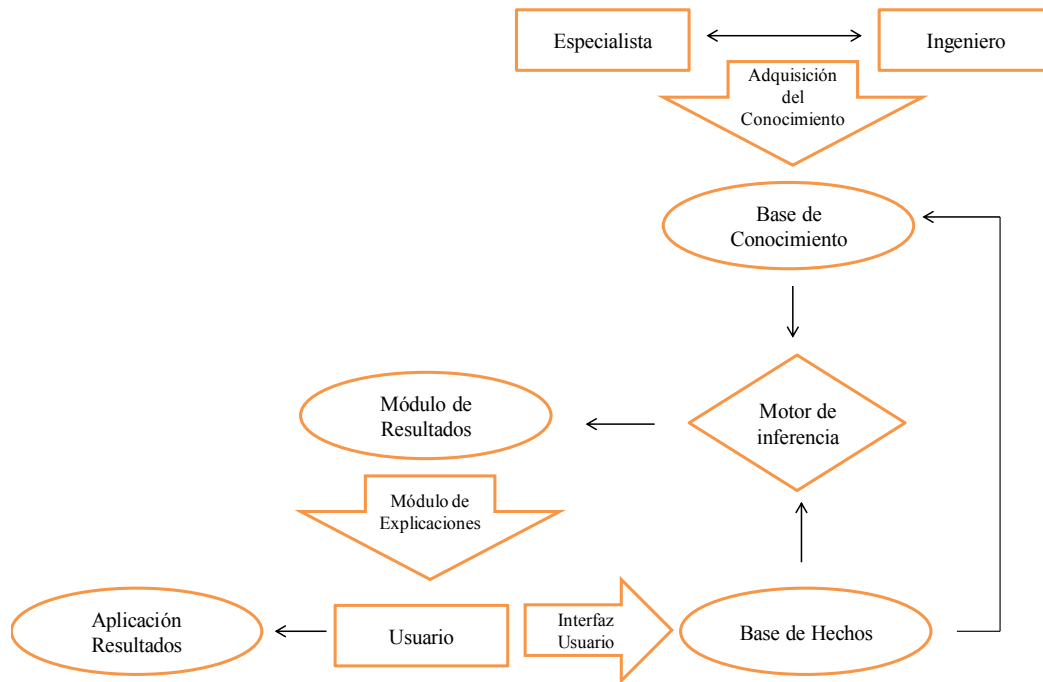 Especialista
Ingeniero
Adquisición
del
Conocimiento
Base de
Conocimiento
Módulo de
Resultados
Motor de
inferencia
Módulo de
Explicaciones
Aplicación
Resultados
Usuario
Interfaz
Usuario
Base de Hechos